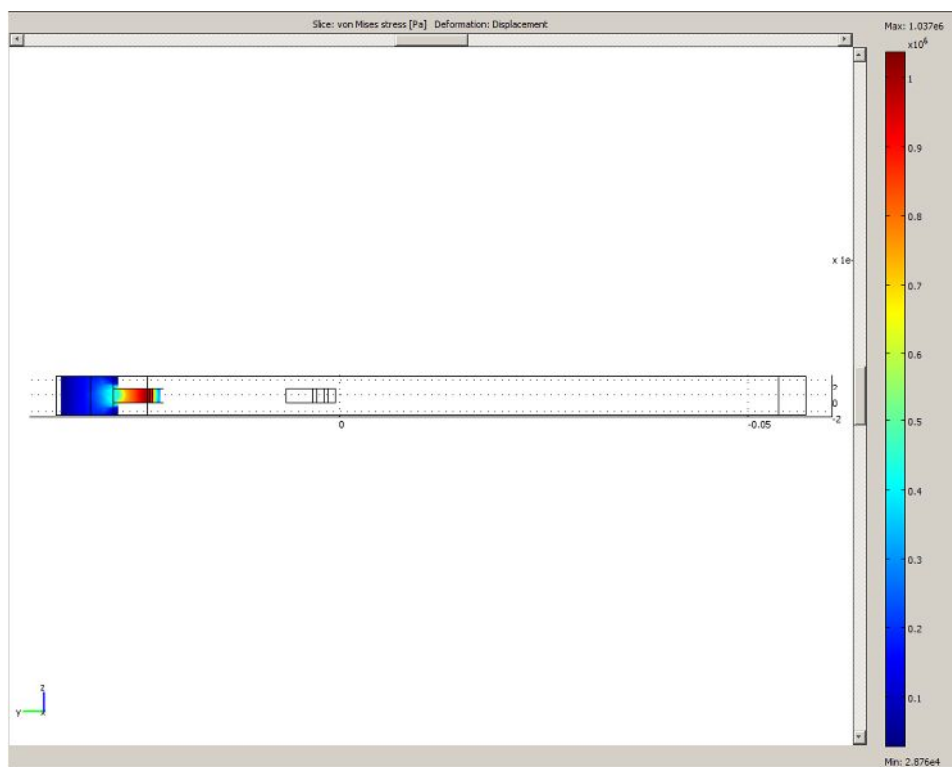 Slice: von Mises stress [Pa]  Deformation: Displacement
Max: 1.037e6
x10⁶
1
0.9
0.8
0.7
0.6
0.5
0.4
0.3
0.2
0.1
Min: 2.876e4
x 1e-
0
-2
0
-0.05
z
y
x